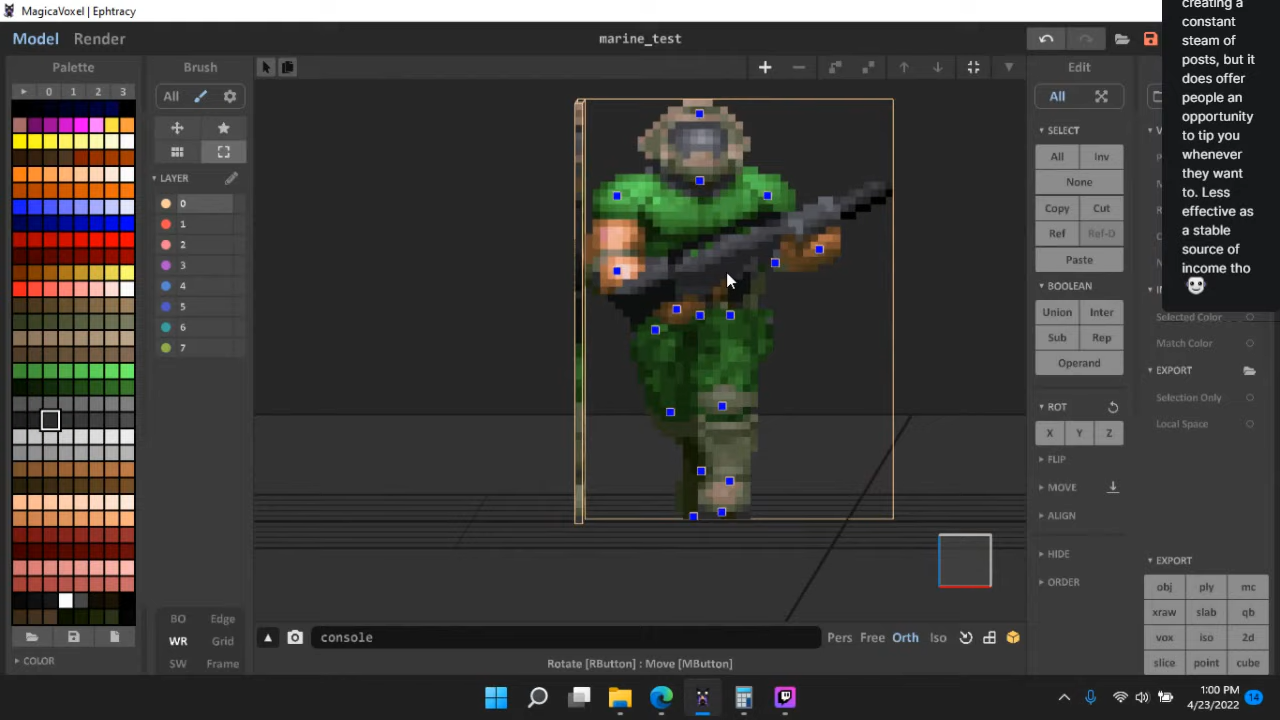 MagicaVoxel | Ephtracy
Model Render
marine_test
Palette
0 1 2 3
COLOR
Brush
All
LAYER
0
1
2
3
4
5
6
7
BO Edge
WR Grid
SW Frame
console
Pers Free Orth Iso
Rotate [RButton] : Move [MButton]
Edit
All
SELECT
All Inv
None
Copy Cut
Ref Ref-D
Paste
BOOLEAN
Union Inter
Sub Rep
Operand
ROT
X Y Z
FLIP
MOVE
ALIGN
HIDE
ORDER
creating a
constant
steam of
posts, but it
does offer
people an
opportunity
to tip you
whenever
they want
to. Less
effective as
a stable
source of
income tho
Selected Color
Match Color
EXPORT
Selection Only
Local Space
EXPORT
obj ply mc
xraw slab qb
vox iso 2d
slice point cube
1:00 PM
4/23/2022
14